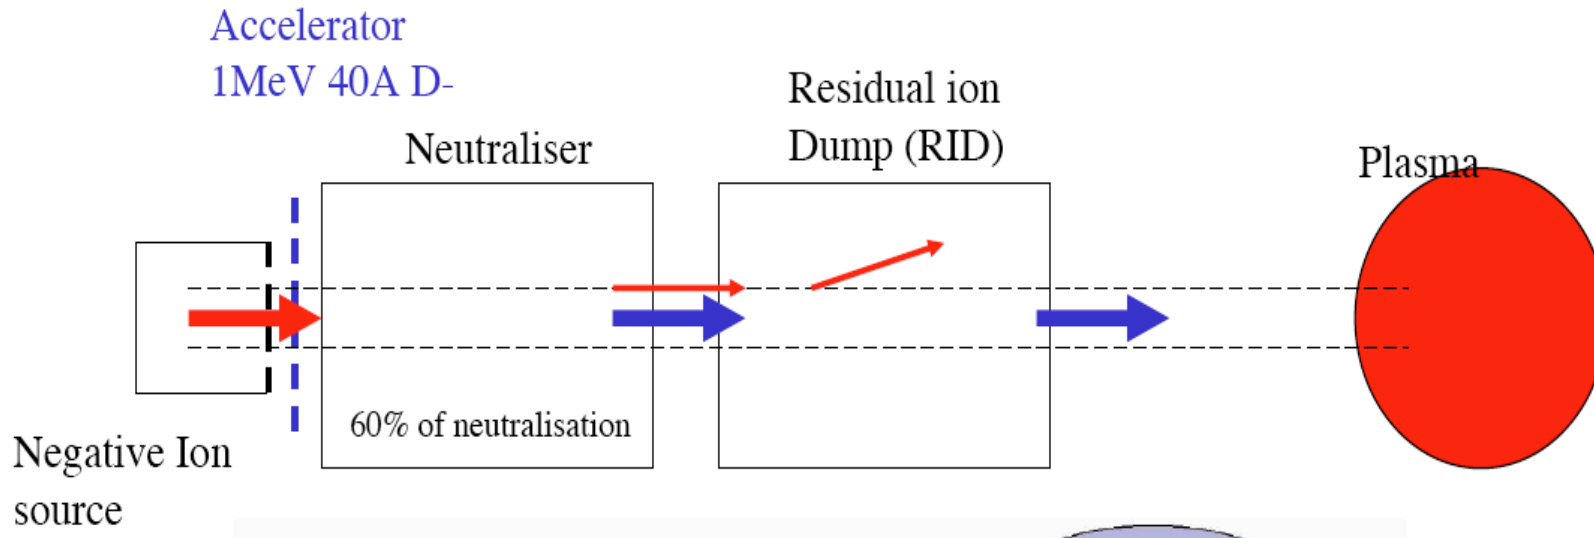 Accelerator
1MeV 40A D-
Residual ion
Dump (RID)
Neutraliser
Plasma
60% of neutralisation
Negative Ion
source